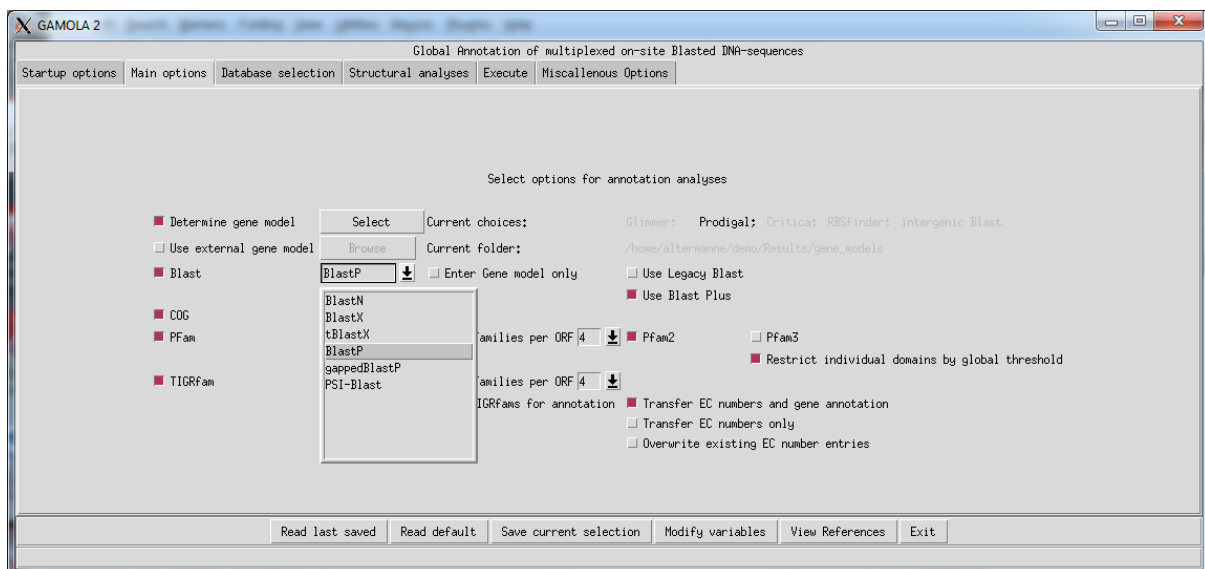 GAMOLA 2
Global Annotation of multiplexed on-site Blasted DNA-sequences
Startup options Main options Database selection Structural analyses Execute Miscallenous Options
Select options for annotation analyses
Determine gene model Select Current choices: Glimmer; Prodigal; Critica; RBSfinder; intergenic Blast
Use external gene model Browse Current folder: /home/altermanne/demo/Results/gene_models
Blast BlastP Enter Gene model only Use Legacy Blast
Use Blast Plus
BlastN
COG BlastX
PFam tBlastX amilies per ORF 4 Pfam2 Pfam3
BlastP Restrict individual domains by global threshold
gappedBlastP
TIGRfam PSI-Blast amilies per ORF 4
IGRfams for annotation Transfer EC numbers and gene annotation
Transfer EC numbers only
Overwrite existing EC number entries
Read last saved Read default Save current selection Modify variables View References Exit